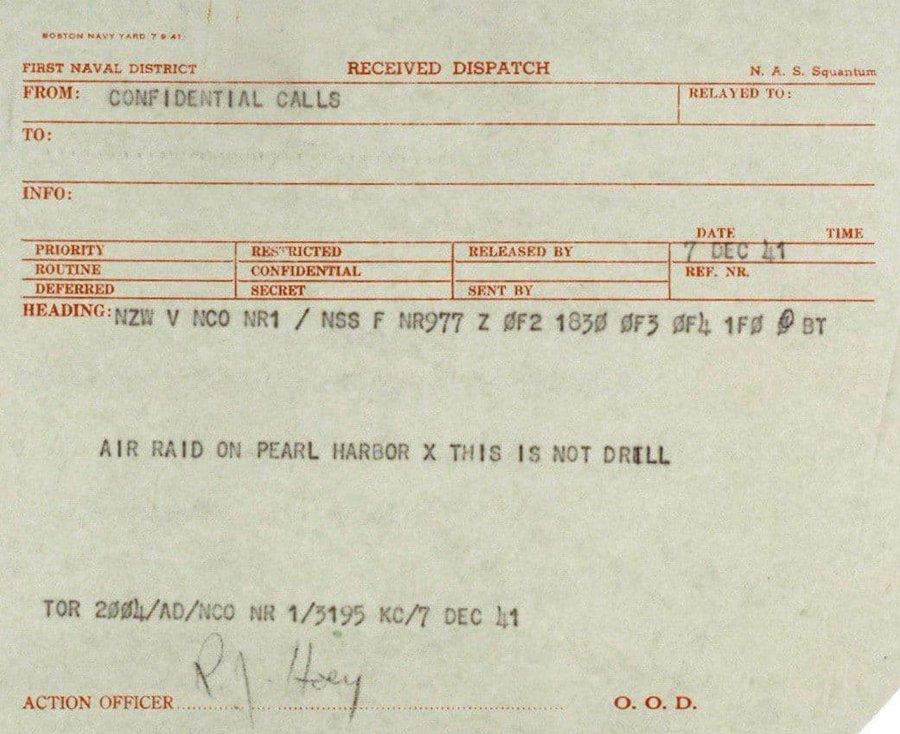 BOSTON NAVY YARD 7 9 41
FIRST NAVAL DISTRICT RECEIVED DISPATCH N. A. S. Squantum
FROM: CONFIDENTIAL CALLS RELAYED TO:
TO:
INFO:
DATE TIME
PRIORITY RESTRICTED RELEASED BY 7 DEC 41
ROUTINE CONFIDENTIAL REF. NR.
DEFERRED SECRET SENT BY
HEADING: NZW V NCO NR1 / NSS F NR977 Z ØF2 183Ø ØF3 ØF4 1FØ Ø BT
AIR RAID ON PEARL HARBOR X THIS IS NOT DRILL
TOR 2ØØ4/AD/NCO NR 1/3195 KC/7 DEC 41
R. J. Hoey
ACTION OFFICER O. O. D.